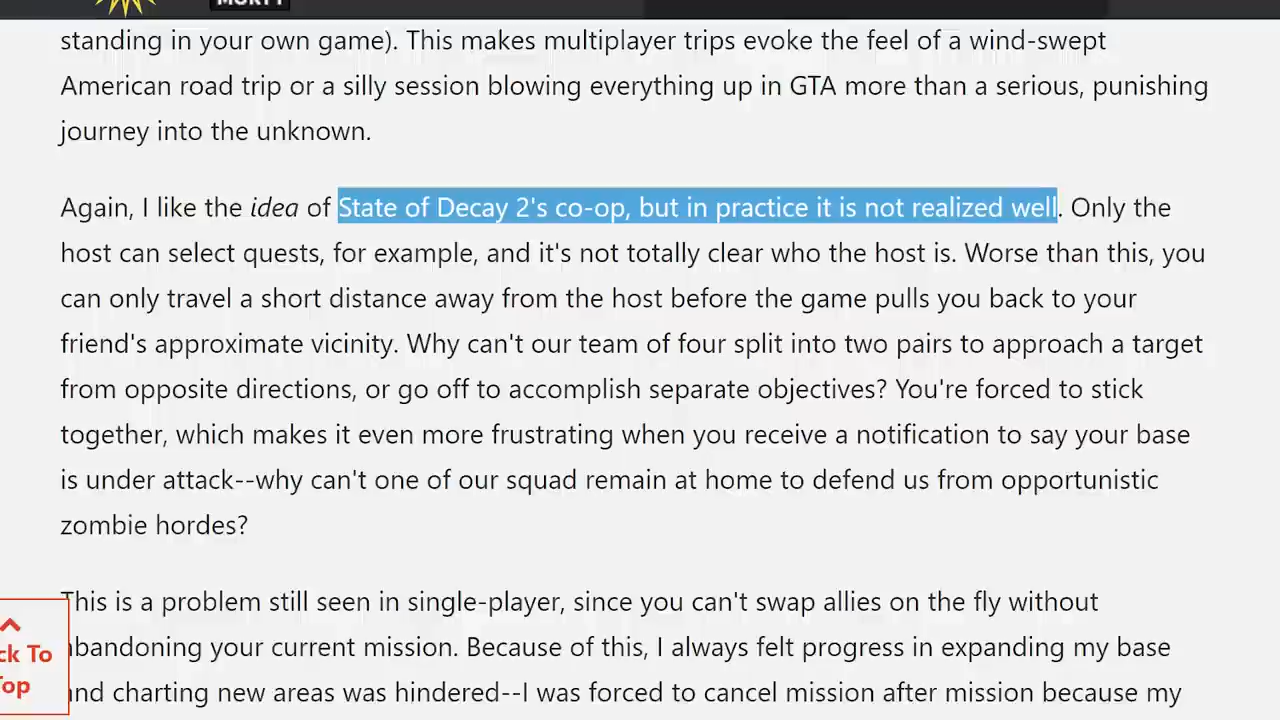 MORTY
standing in your own game). This makes multiplayer trips evoke the feel of a wind-swept
American road trip or a silly session blowing everything up in GTA more than a serious, punishing
journey into the unknown.
Again, I like the idea of State of Decay 2's co-op, but in practice it is not realized well. Only the
host can select quests, for example, and it's not totally clear who the host is. Worse than this, you
can only travel a short distance away from the host before the game pulls you back to your
friend's approximate vicinity. Why can't our team of four split into two pairs to approach a target
from opposite directions, or go off to accomplish separate objectives? You're forced to stick
together, which makes it even more frustrating when you receive a notification to say your base
is under attack--why can't one of our squad remain at home to defend us from opportunistic
zombie hordes?
This is a problem still seen in single-player, since you can't swap allies on the fly without
abandoning your current mission. Because of this, I always felt progress in expanding my base
and charting new areas was hindered--I was forced to cancel mission after mission because my
ck To
Top